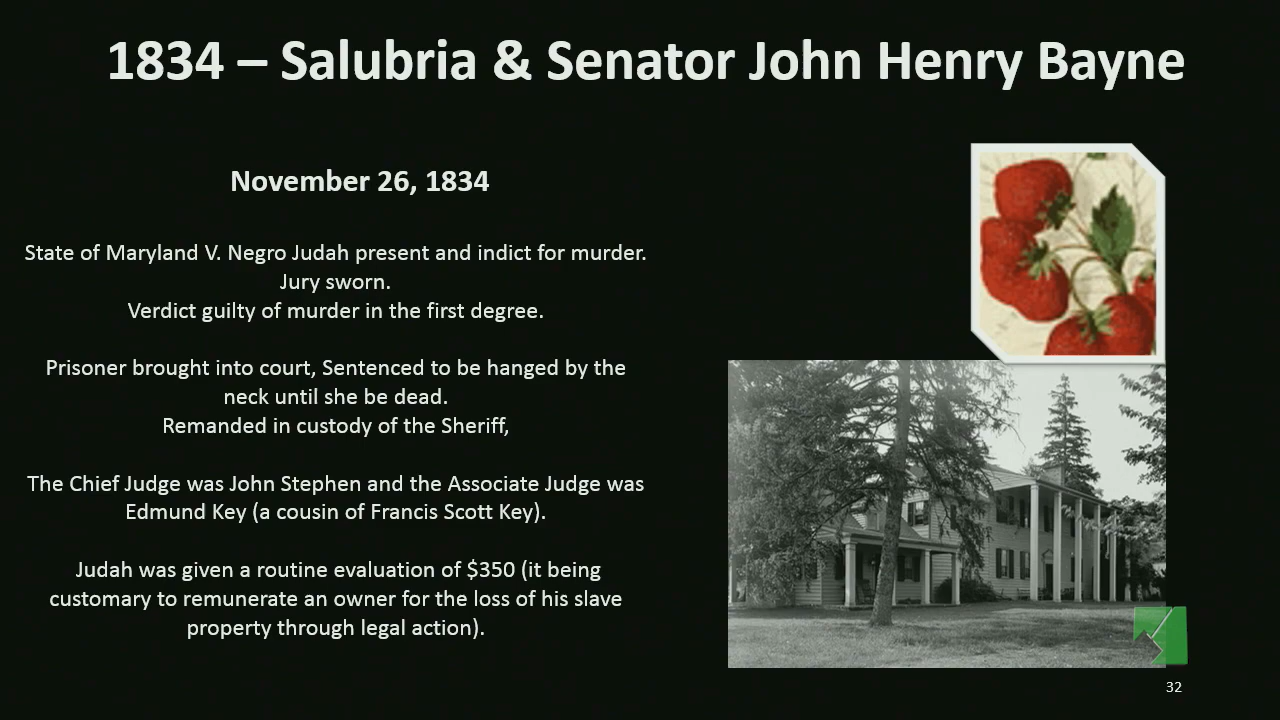 1834 – Salubria & Senator John Henry Bayne
November 26, 1834
State of Maryland V. Negro Judah present and indict for murder.
Jury sworn.
Verdict guilty of murder in the first degree.
Prisoner brought into court, Sentenced to be hanged by the
neck until she be dead.
Remanded in custody of the Sheriff,
The Chief Judge was John Stephen and the Associate Judge was
Edmund Key (a cousin of Francis Scott Key).
Judah was given a routine evaluation of $350 (it being
customary to remunerate an owner for the loss of his slave
property through legal action).
32